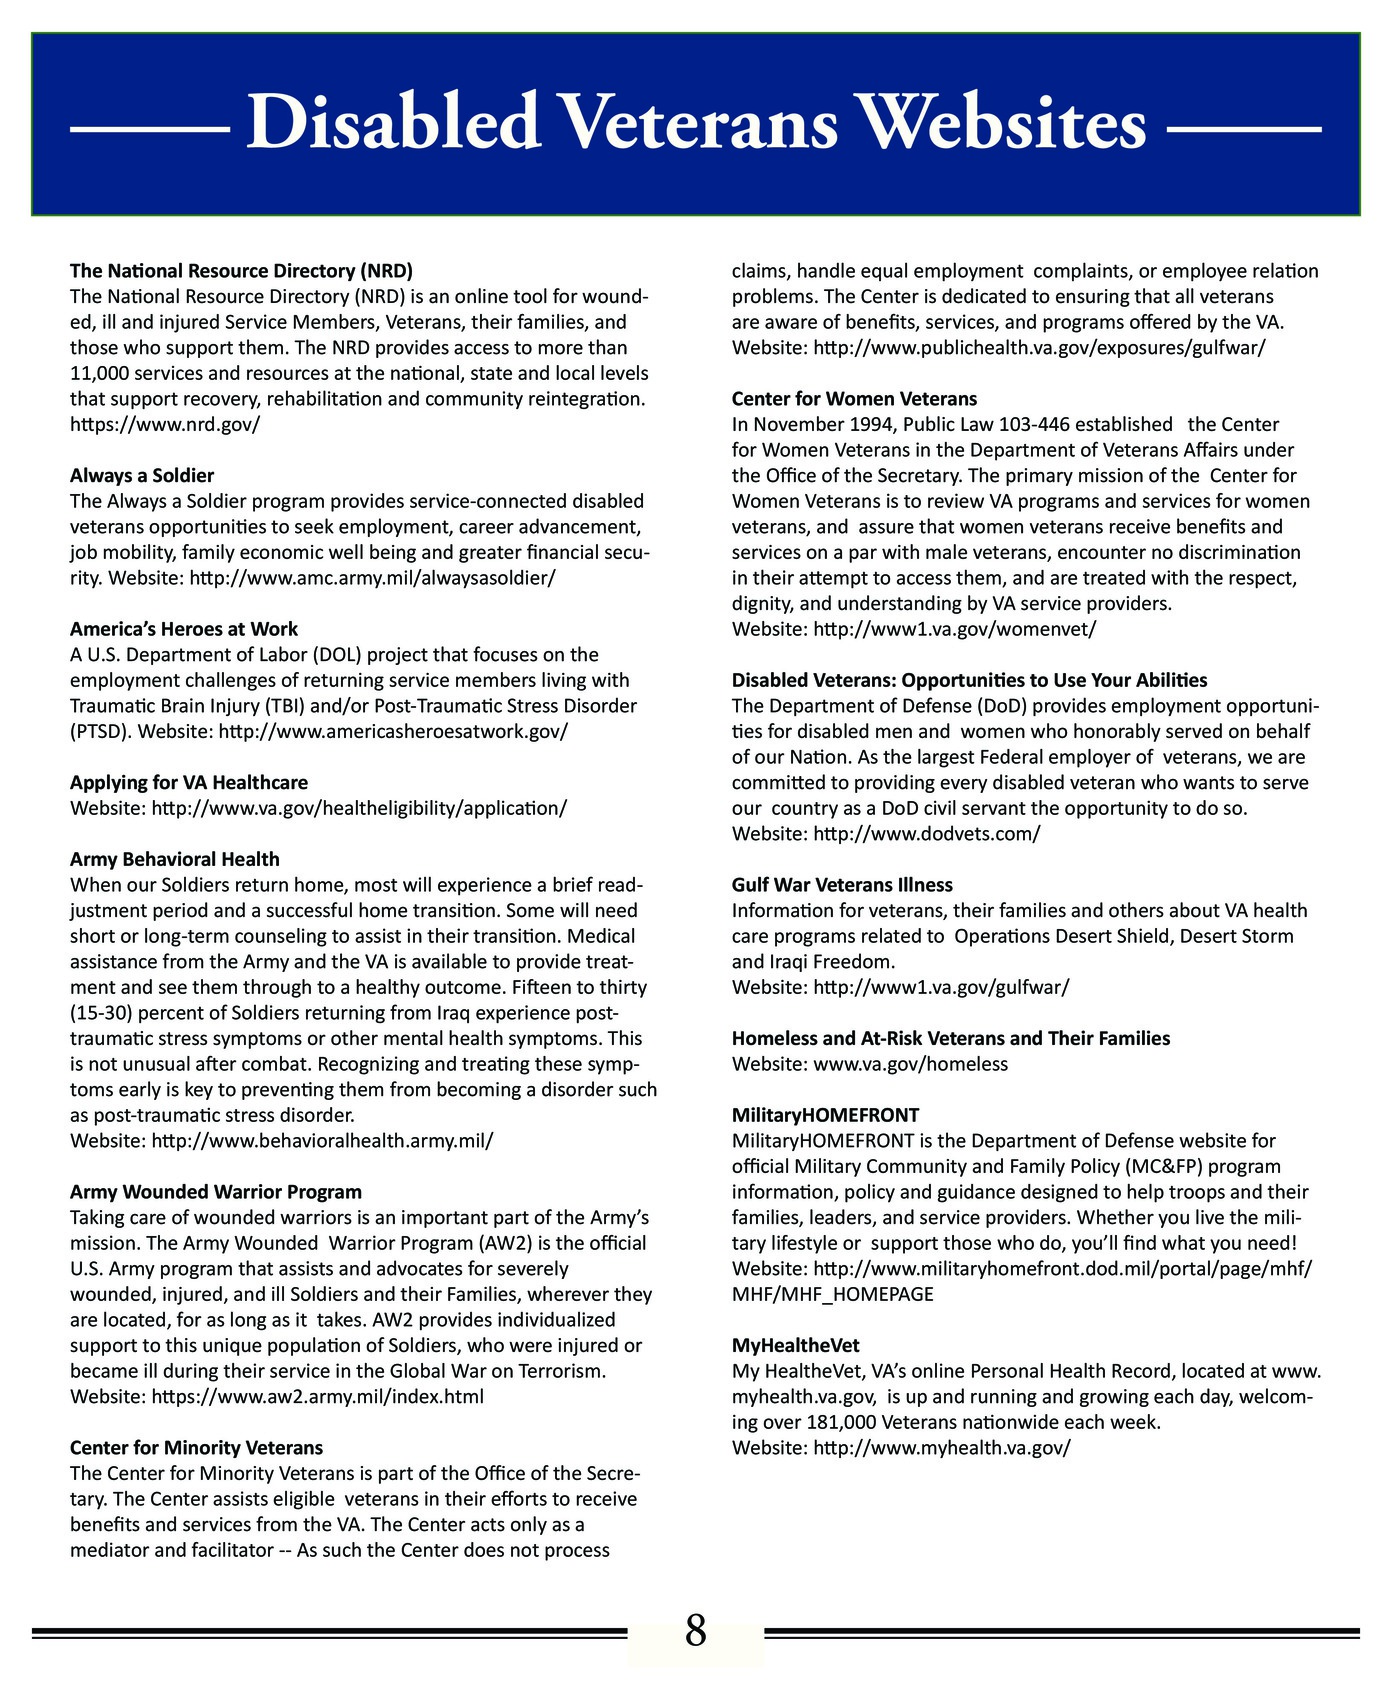 Disabled Veterans Websites
The National Resource Directory (NRD)
The National Resource Directory (NRD) is an online tool for wound-
ed, ill and injured Service Members, Veterans, their families, and
those who support them. The NRD provides access to more than
11,000 services and resources at the national, state and local levels
that support recovery, rehabilitation and community reintegration.
https://www.nrd.gov/
Always a Soldier
The Always a Soldier program provides service-connected disabled
veterans opportunities to seek employment, career advancement,
job mobility, family economic well being and greater financial secu-
rity. Website: http://www.amc.army.mil/alwaysasoldier/
America's Heroes at Work
A U.S. Department of Labor (DOL) project that focuses on the
employment challenges of returning service members living with
Traumatic Brain Injury (TBI) and/or Post-Traumatic Stress Disorder
(PTSD). Website: http://www.americasheroesatwork.gov/
Applying for VA Healthcare
Website: http://www.va.gov/healtheligibility/application/
Army Behavioral Health
When our Soldiers return home, most will experience a brief read-
justment period and a successful home transition. Some will need
short or long-term counseling to assist in their transition. Medical
assistance from the Army and the VA is available to provide treat-
ment and see them through to a healthy outcome. Fifteen to thirty
(15-30) percent of Soldiers returning from Iraq experience post-
traumatic stress symptoms or other mental health symptoms. This
is not unusual after combat. Recognizing and treating these symp-
toms early is key to preventing them from becoming a disorder such
as post-traumatic stress disorder.
Website: http://www.behavioralhealth.army.mil/
Army Wounded Warrior Program
Taking care of wounded warriors is an important part of the Army's
mission. The Army Wounded  Warrior Program (AW2) is the official
U.S. Army program that assists and advocates for severely
wounded, injured, and ill Soldiers and their Families, wherever they
are located, for as long as it  takes. AW2 provides individualized
support to this unique population of Soldiers, who were injured or
became ill during their service in the Global War on Terrorism.
Website: https://www.aw2.army.mil/index.html
Center for Minority Veterans
The Center for Minority Veterans is part of the Office of the Secre-
tary. The Center assists eligible  veterans in their efforts to receive
benefits and services from the VA. The Center acts only as a
mediator and facilitator -- As such the Center does not process
claims, handle equal employment  complaints, or employee relation
problems. The Center is dedicated to ensuring that all veterans
are aware of benefits, services, and programs offered by the VA.
Website: http://www.publichealth.va.gov/exposures/gulfwar/
Center for Women Veterans
In November 1994, Public Law 103-446 established   the Center
for Women Veterans in the Department of Veterans Affairs under
the Office of the Secretary. The primary mission of the  Center for
Women Veterans is to review VA programs and services for women
veterans, and  assure that women veterans receive benefits and
services on a par with male veterans, encounter no discrimination
in their attempt to access them, and are treated with the respect,
dignity, and understanding by VA service providers.
Website: http://www1.va.gov/womenvet/
Disabled Veterans: Opportunities to Use Your Abilities
The Department of Defense (DoD) provides employment opportuni-
ties for disabled men and  women who honorably served on behalf
of our Nation. As the largest Federal employer of  veterans, we are
committed to providing every disabled veteran who wants to serve
our  country as a DoD civil servant the opportunity to do so.
Website: http://www.dodvets.com/
Gulf War Veterans Illness
Information for veterans, their families and others about VA health
care programs related to  Operations Desert Shield, Desert Storm
and Iraqi Freedom.
Website: http://www1.va.gov/gulfwar/
Homeless and At-Risk Veterans and Their Families
Website: www.va.gov/homeless
MilitaryHOMEFRONT
MilitaryHOMEFRONT is the Department of Defense website for
official Military Community and Family Policy (MC&FP) program
information, policy and guidance designed to help troops and their
families, leaders, and service providers. Whether you live the mili-
tary lifestyle or  support those who do, you'll find what you need!
Website: http://www.militaryhomefront.dod.mil/portal/page/mhf/
MHF/MHF_HOMEPAGE
MyHealtheVet
My HealtheVet, VA's online Personal Health Record, located at www.
myhealth.va.gov,  is up and running and growing each day, welcom-
ing over 181,000 Veterans nationwide each week.
Website: http://www.myhealth.va.gov/
8